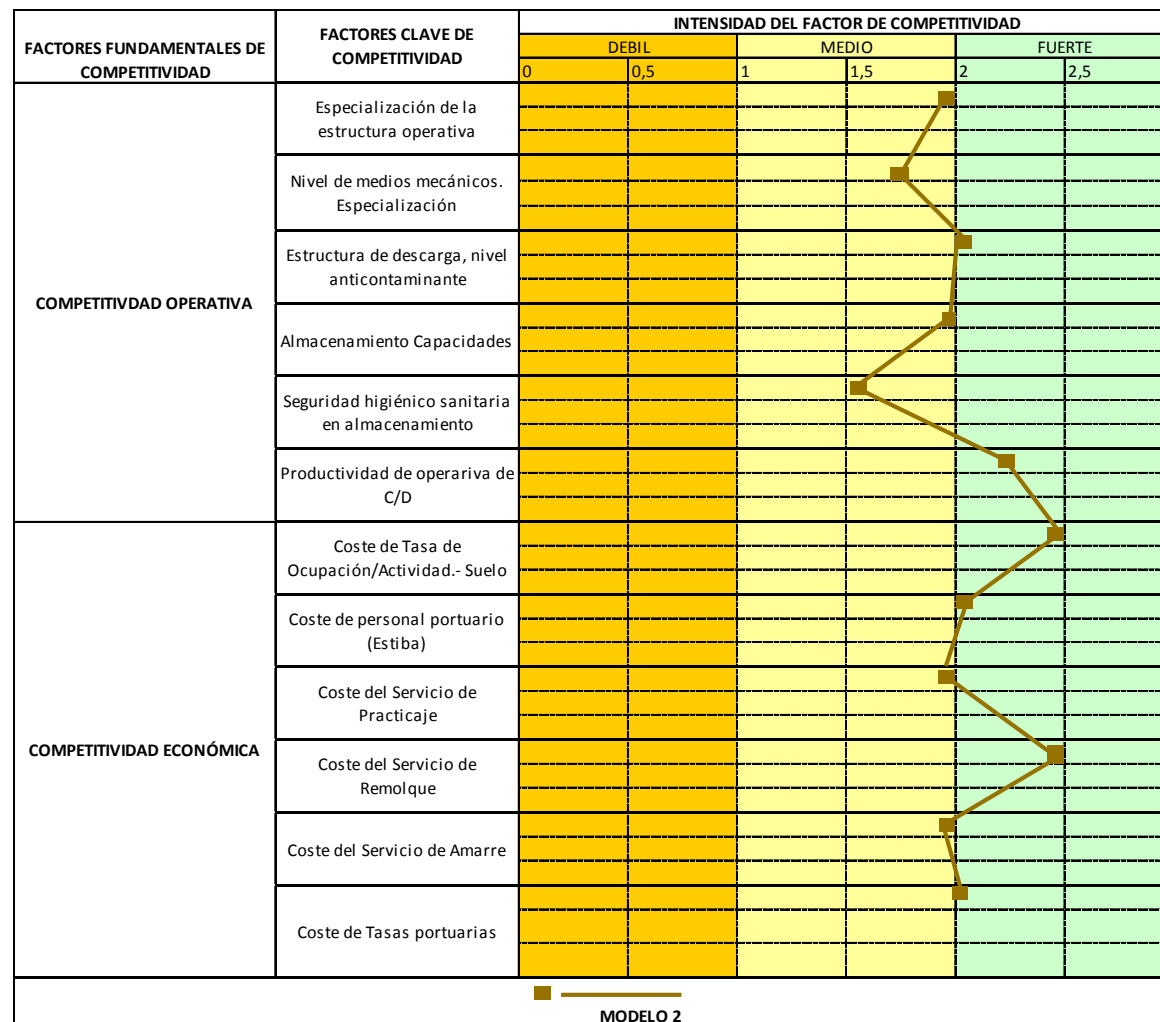 FACTORES FUNDAMENTALES DE
COMPETITIVIDAD
FACTORES CLAVE DE
COMPETITIVIDAD
INTENSIDAD DEL FACTOR DE COMPETITIVIDAD
DEBIL
MEDIO
FUERTE
0
0,5
1
1,5
2
2,5
COMPETITIVDAD OPERATIVA
Especialización de la
estructura operativa
Nivel de medios mecánicos.
Especialización
Estructura de descarga, nivel
anticontaminante
Almacenamiento Capacidades
Seguridad higiénico sanitaria
en almacenamiento
Productividad de operariva de
C/D
COMPETITIVIDAD ECONÓMICA
Coste de Tasa de
Ocupación/Actividad.- Suelo
Coste de personal portuario
(Estiba)
Coste del Servicio de
Practicaje
Coste del Servicio de
Remolque
Coste del Servicio de Amarre
Coste de Tasas portuarias
MODELO 2